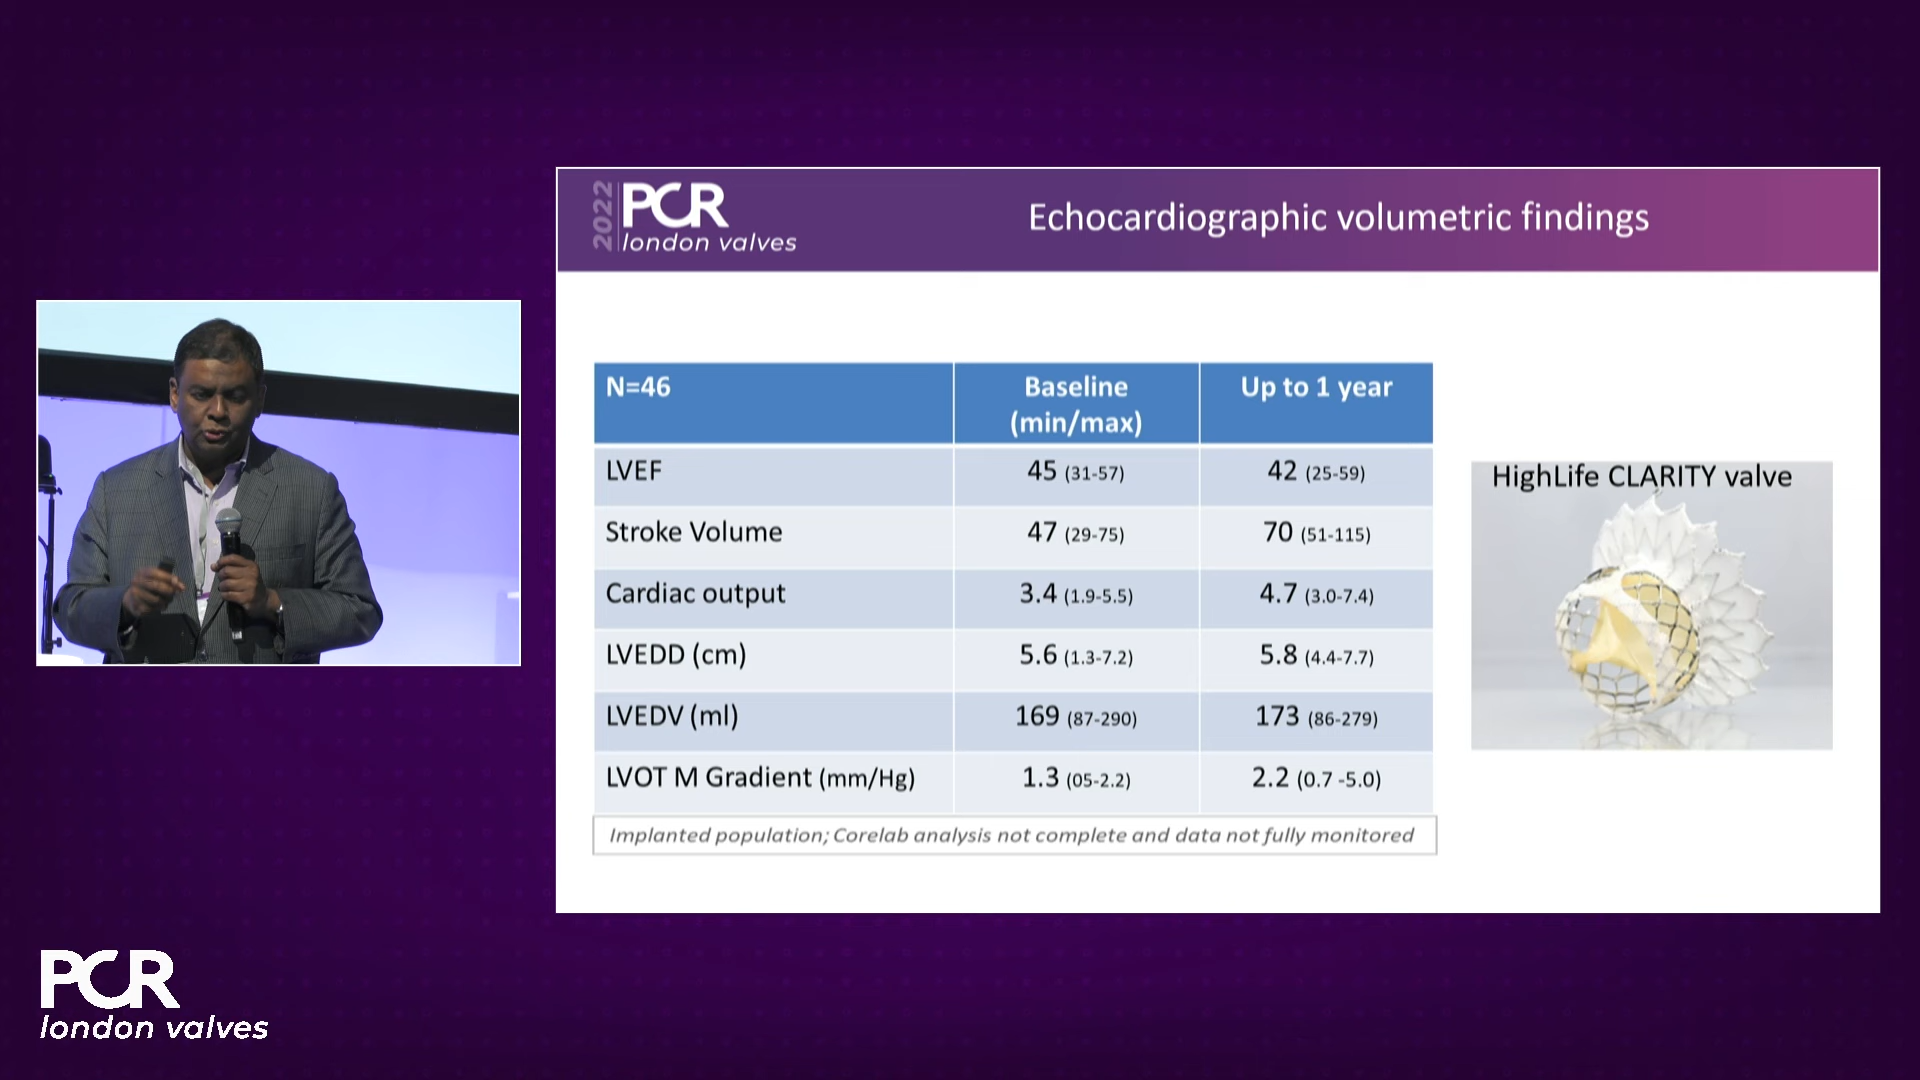 2022
PCR
london valves
Echocardiographic volumetric findings
N=46
Baseline
(min/max)
Up to 1 year
LVEF
45 (31-57)
42 (25-59)
Stroke Volume
47 (29-75)
70 (51-115)
Cardiac output
3.4 (1.9-5.5)
4.7 (3.0-7.4)
LVEDD (cm)
5.6 (1.3-7.2)
5.8 (4.4-7.7)
LVEDV (ml)
169 (87-290)
173 (86-279)
LVOT M Gradient (mm/Hg)
1.3 (05-2.2)
2.2 (0.7 -5.0)
Implanted population; Corelab analysis not complete and data not fully monitored
HighLife CLARITY valve
PCR
london valves